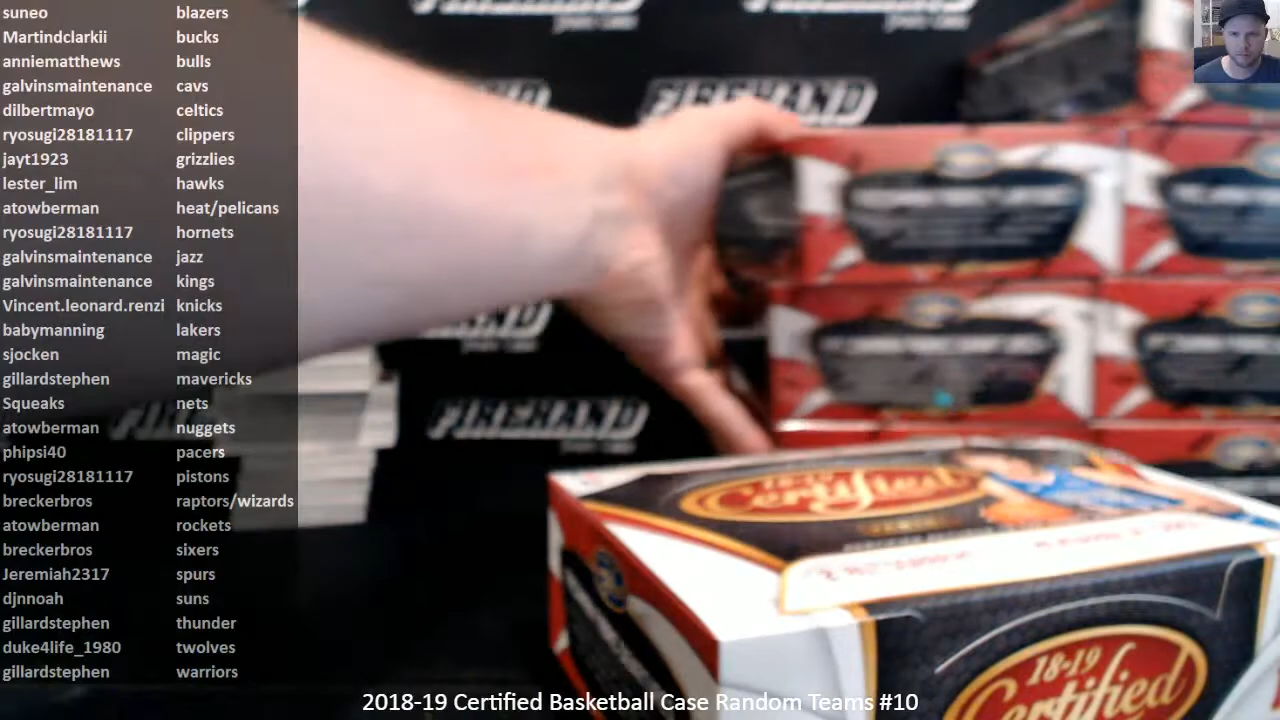 suneo blazers
Martindclarkii bucks
anniematthews bulls
galvinsmaintenance cavs
dilbertmayo celtics
ryosugi28181117 clippers
jayt1923 grizzlies
lester_lim hawks
atowberman heat/pelicans
ryosugi28181117 hornets
galvinsmaintenance jazz
galvinsmaintenance kings
Vincent.leonard.renzi knicks
babymanning lakers
sjocken magic
gillardstephen mavericks
Squeaks nets
atowberman nuggets
phipsi40 pacers
ryosugi28181117 pistons
breckerbros raptors/wizards
atowberman rockets
breckerbros sixers
Jeremiah2317 spurs
djnnoah suns
gillardstephen thunder
duke4life_1980 twolves
gillardstephen warriors
FIREHAND
FIREHAND
18-19
Certified
18-19
Certified
2018-19 Certified Basketball Case Random Teams #10